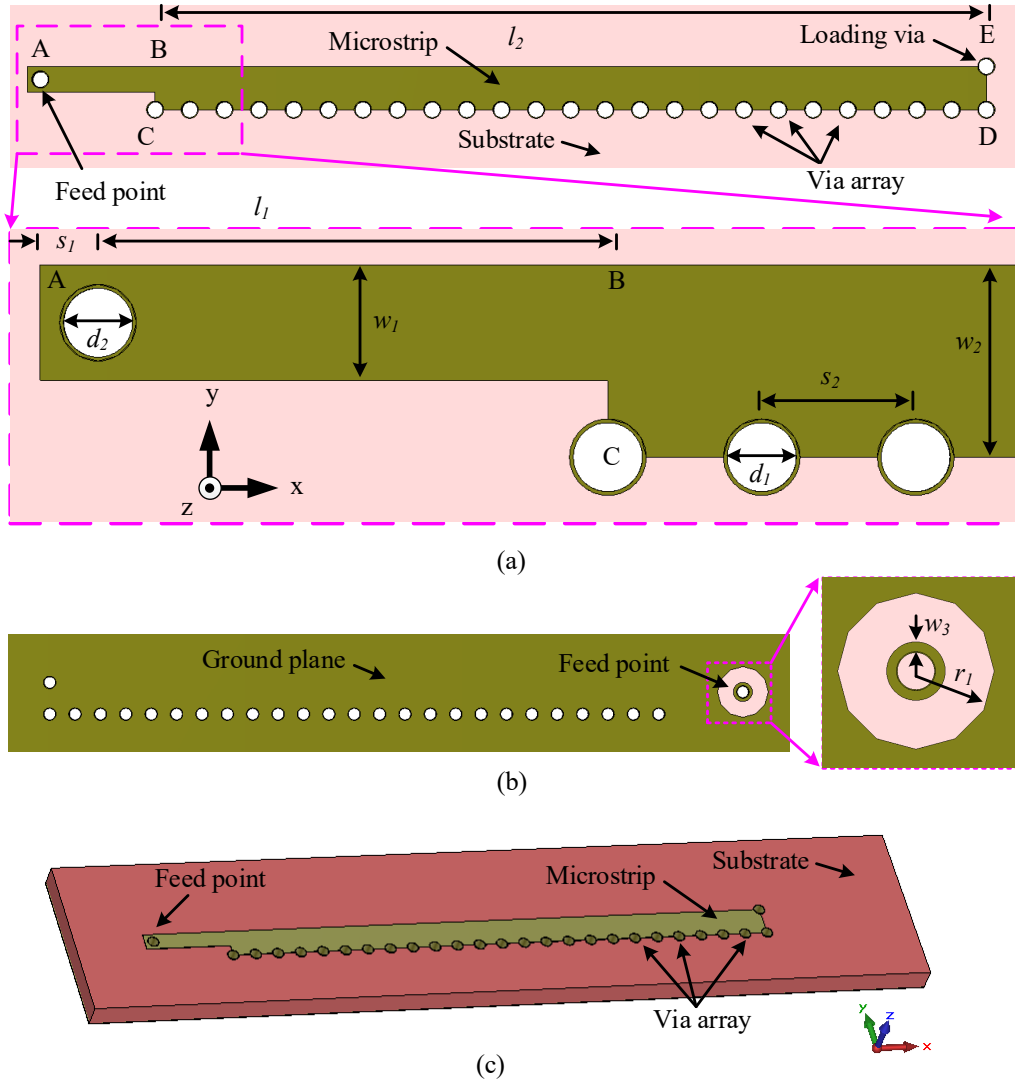 l2
A
B
Microstrip
Loading via
E
C
Substrate
D
Feed point
Via array
l1
s1
A
B
d2
w1
w2
s2
y
C
d1
x
z
(a)
Ground plane
Feed point
w3
r1
(b)
Substrate
Feed point
Microstrip
Via array
y
z
x
(c)